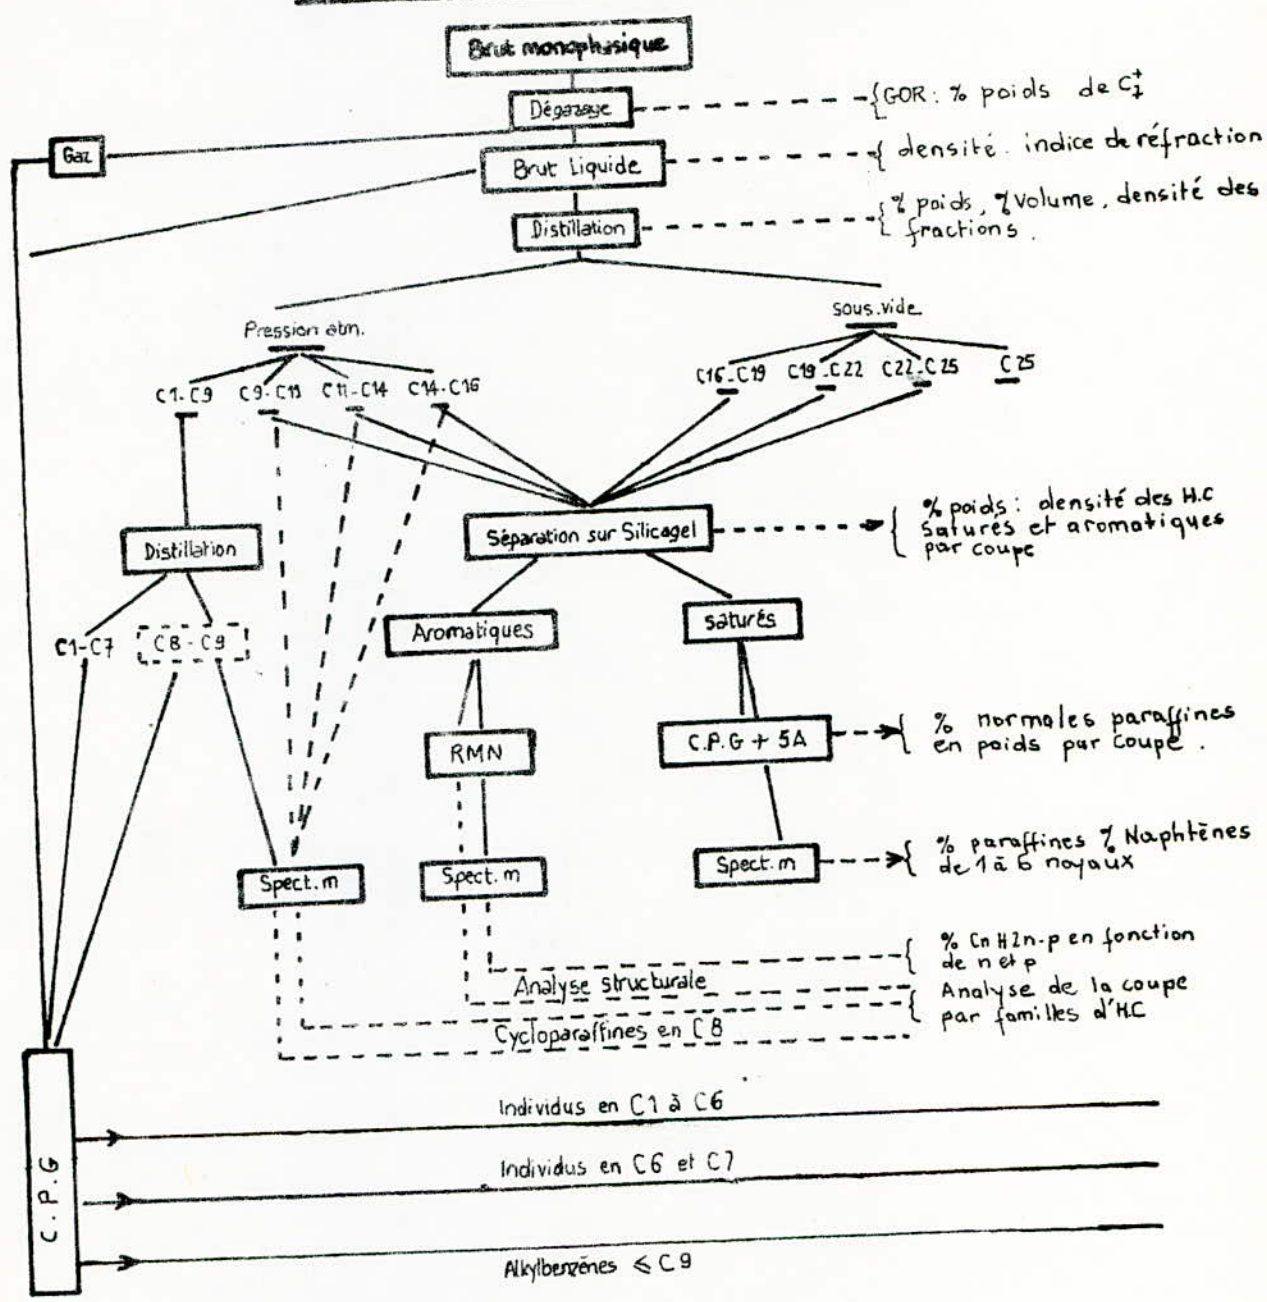 Brut monophasique
Dégazage
{GOR: % poids de C7+
Gaz
Brut Liquide
{ densité. indice de réfraction
Distillation
{ % poids, % volume, densité des
fractions.
Pression atm.
sous.vide
C1-C9 C9-C11 C11-C14 C14-C16
C16-C19 C19-C22 C22-C25 C25
Séparation sur Silicagel
{ % poids: densité des H.C
saturés et aromatiques
par coupe
Distillation
Aromatiques
saturés
C1-C7 C8-C9
RMN
C.P.G + 5A
{ % normales paraffines
en poids par coupe.
Spect.m
Spect.m
Spect.m
{ % paraffines % Naphtènes
de 1 à 6 noyaux
{ % CnH2n-p en fonction
de n et p
Analyse structurale
{ Analyse de la coupe
par familles d'H.C
Cycloparaffines en C8
C.P.G
Individus en C1 à C6
Individus en C6 et C7
Alkylbenzénes ⩽ C9